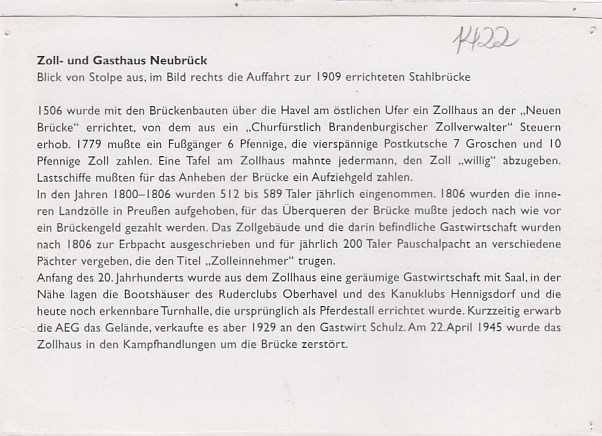 1422
Zoll- und Gasthaus Neubrück
Blick von Stolpe aus, im Bild rechts die Auffahrt zur 1909 errichteten Stahlbrücke
1506 wurde mit den Brückenbauten über die Havel am östlichen Ufer ein Zollhaus an der „Neuen
Brücke“ errichtet, von dem aus ein „Churfürstlich Brandenburgischer Zollverwalter“ Steuern
erhob. 1779 mußte ein Fußgänger 6 Pfennige, die vierspännige Postkutsche 7 Groschen und 10
Pfennige Zoll zahlen. Eine Tafel am Zollhaus mahnte jedermann, den Zoll „willig“ abzugeben.
Lastschiffe mußten für das Anheben der Brücke ein Aufziehgeld zahlen.
In den Jahren 1800–1806 wurden 512 bis 589 Taler jährlich eingenommen. 1806 wurden die inne-
ren Landzölle in Preußen aufgehoben, für das Überqueren der Brücke mußte jedoch nach wie vor
ein Brückengeld gezahlt werden. Das Zollgebäude und die darin befindliche Gastwirtschaft wurden
nach 1806 zur Erbpacht ausgeschrieben und für jährlich 200 Taler Pauschalpacht an verschiedene
Pächter vergeben, die den Titel „Zolleinnehmer“ trugen.
Anfang des 20. Jahrhunderts wurde aus dem Zollhaus eine geräumige Gastwirtschaft mit Saal, in der
Nähe lagen die Bootshäuser des Ruderclubs Oberhavel und des Kanuklubs Hennigsdorf und die
heute noch erkennbare Turnhalle, die ursprünglich als Pferdestall errichtet wurde. Kurzzeitig erwarb
die AEG das Gelände, verkaufte es aber 1929 an den Gastwirt Schulz. Am 22. April 1945 wurde das
Zollhaus in den Kampfhandlungen um die Brücke zerstört.